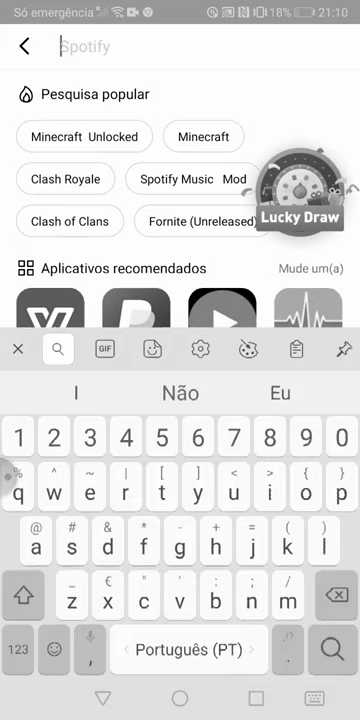 Só emergência 18% 21:10
Spotify
Pesquisa popular
Minecraft Unlocked Minecraft
Clash Royale Spotify Music Mod
Lucky Draw
Clash of Clans Fornite (Unreleased)
Aplicativos recomendados Mude um(a)
GIF
I Não Eu
1 2 3 4 5 6 7 8 9 0
% ^ ~ | [ ] < > { }
q w e r t y u i o p
@ # & * - + = ( )
a s d f g h j k l
_ € " ' : ; /
z x c v b n m
123 , Português (PT) ,!? .